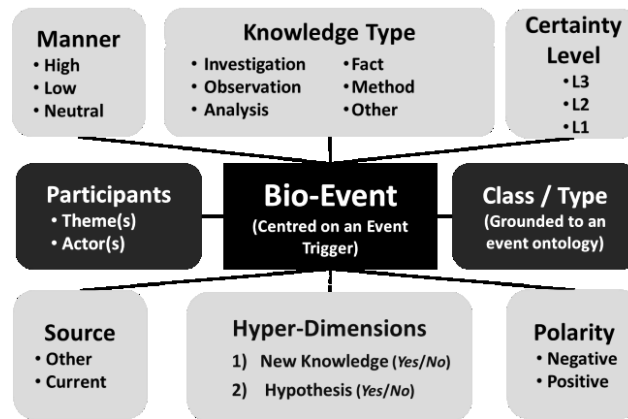 Manner
• High
• Low
• Neutral
Knowledge Type
• Investigation
• Observation
• Analysis
• Fact
• Method
• Other
Certainty
Level
• L3
• L2
• L1
Participants
• Theme(s)
• Actor(s)
Bio-Event
(Centred on an Event
Trigger)
Class / Type
(Grounded to an
event ontology)
Source
• Other
• Current
Hyper-Dimensions
1) New Knowledge (Yes/No)
2) Hypothesis (Yes/No)
Polarity
• Negative
• Positive